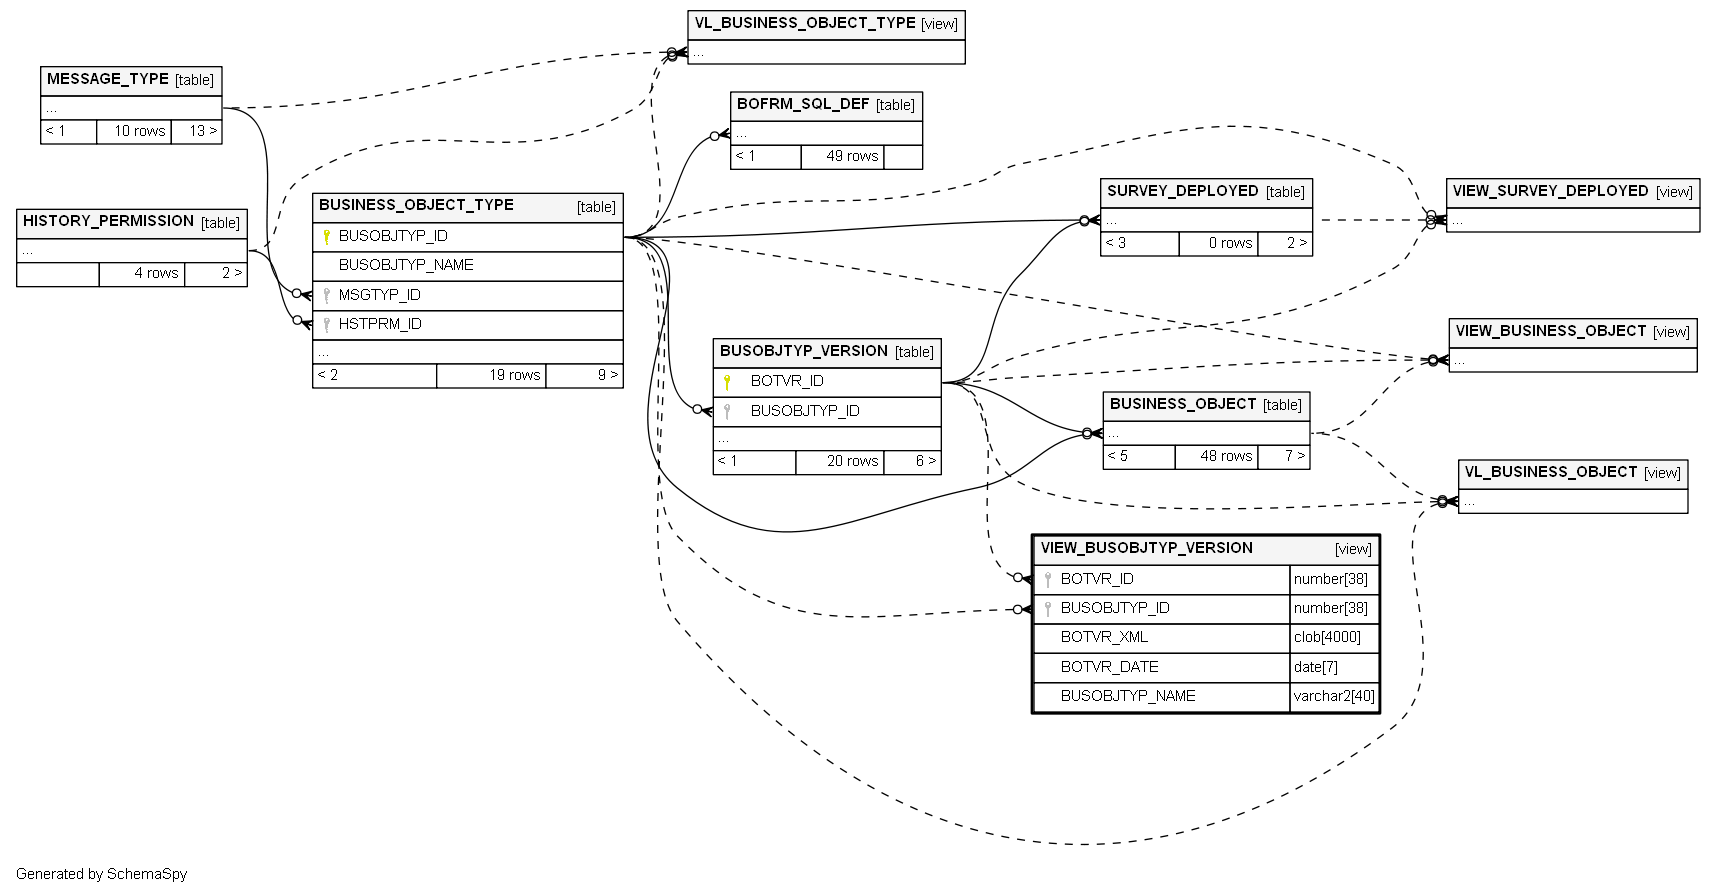 VL_BUSINESS_OBJECT_TYPE [view]
...
MESSAGE_TYPE [table]
...
< 1 10 rows 13 >
BOFRM_SQL_DEF [table]
...
< 1 49 rows
HISTORY_PERMISSION [table]
...
4 rows 2 >
BUSINESS_OBJECT_TYPE [table]
BUSOBJTYP_ID
BUSOBJTYP_NAME
MSGTYP_ID
HSTPRM_ID
...
< 2 19 rows 9 >
SURVEY_DEPLOYED [table]
...
< 3 0 rows 2 >
VIEW_SURVEY_DEPLOYED [view]
...
BUSOBJTYP_VERSION [table]
BOTVR_ID
BUSOBJTYP_ID
...
< 1 20 rows 6 >
VIEW_BUSINESS_OBJECT [view]
...
BUSINESS_OBJECT [table]
...
< 5 48 rows 7 >
VL_BUSINESS_OBJECT [view]
...
VIEW_BUSOBJTYP_VERSION [view]
BOTVR_ID number[38]
BUSOBJTYP_ID number[38]
BOTVR_XML clob[4000]
BOTVR_DATE date[7]
BUSOBJTYP_NAME varchar2[40]
Generated by SchemaSpy